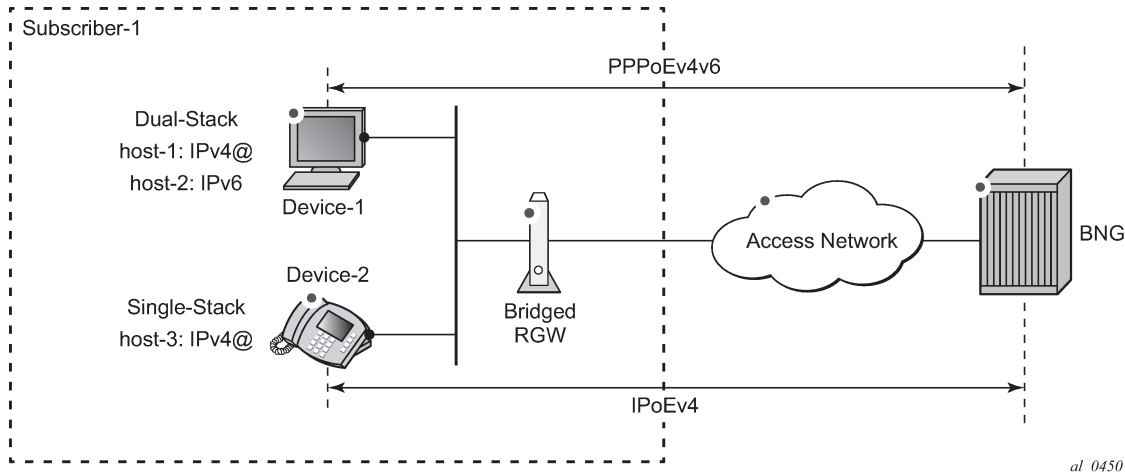 Subscriber-1
PPPoEv4v6
Dual-Stack
host-1: IPv4@
host-2: IPv6
Device-1
Access Network
BNG
Device-2
Single-Stack
host-3: IPv4@
Bridged
RGW
IPoEv4
al_0450